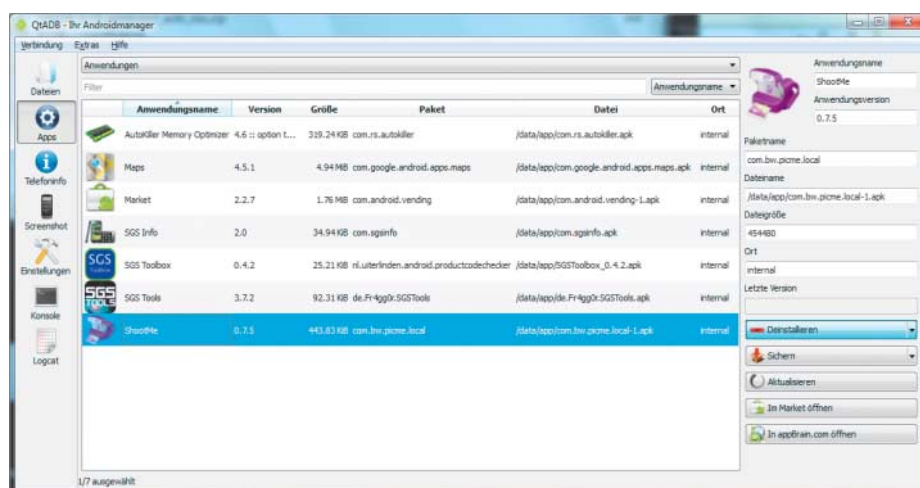 QtADB - Ihr Androidmanager
Verbindung Extras Hilfe
Dateien
Apps
Telefoninfo
Screenshot
Einstellungen
Konsole
Logcat
Anwendungen
Filter
Anwendungsname
Anwendungsname Version Größe Paket Datei Ort
AutoKiller Memory Optimizer 4.6 :: option t... 319.24 KiB com.rs.autokiller /data/app/com.rs.autokiller.apk internal
Maps 4.5.1 4.94 MiB com.google.android.apps.maps /data/app/com.google.android.apps.maps.apk internal
Market 2.2.7 1.76 MiB com.android.vending /data/app/com.android.vending-1.apk internal
SGS Info 2.0 34.94 KiB com.sgsinfo /data/app/com.sgsinfo.apk internal
SGS Toolbox
SGS Toolbox 0.4.2 25.21 KiB nl.uiterlinden.android.productcodechecker /data/app/SGSToolbox_0.4.2.apk internal
SGS TOOLS
SGS Tools 3.7.2 92.31 KiB de.Fr4gg0r.SGSTools /data/app/de.Fr4gg0r.SGSTools.apk internal
ShootMe 0.7.5 443.83 KiB com.bw.picme.local /data/app/com.bw.picme.local-1.apk internal
1/7 ausgewählt
Anwendungsname
ShootMe
Anwendungsversion
0.7.5
Paketname
com.bw.picme.local
Dateiname
/data/app/com.bw.picme.local-1.apk
Dateigröße
454480
Ort
internal
Letzte Version
Deinstallieren
Sichern
Aktualisieren
Im Market öffnen
In appBrain.com öffnen